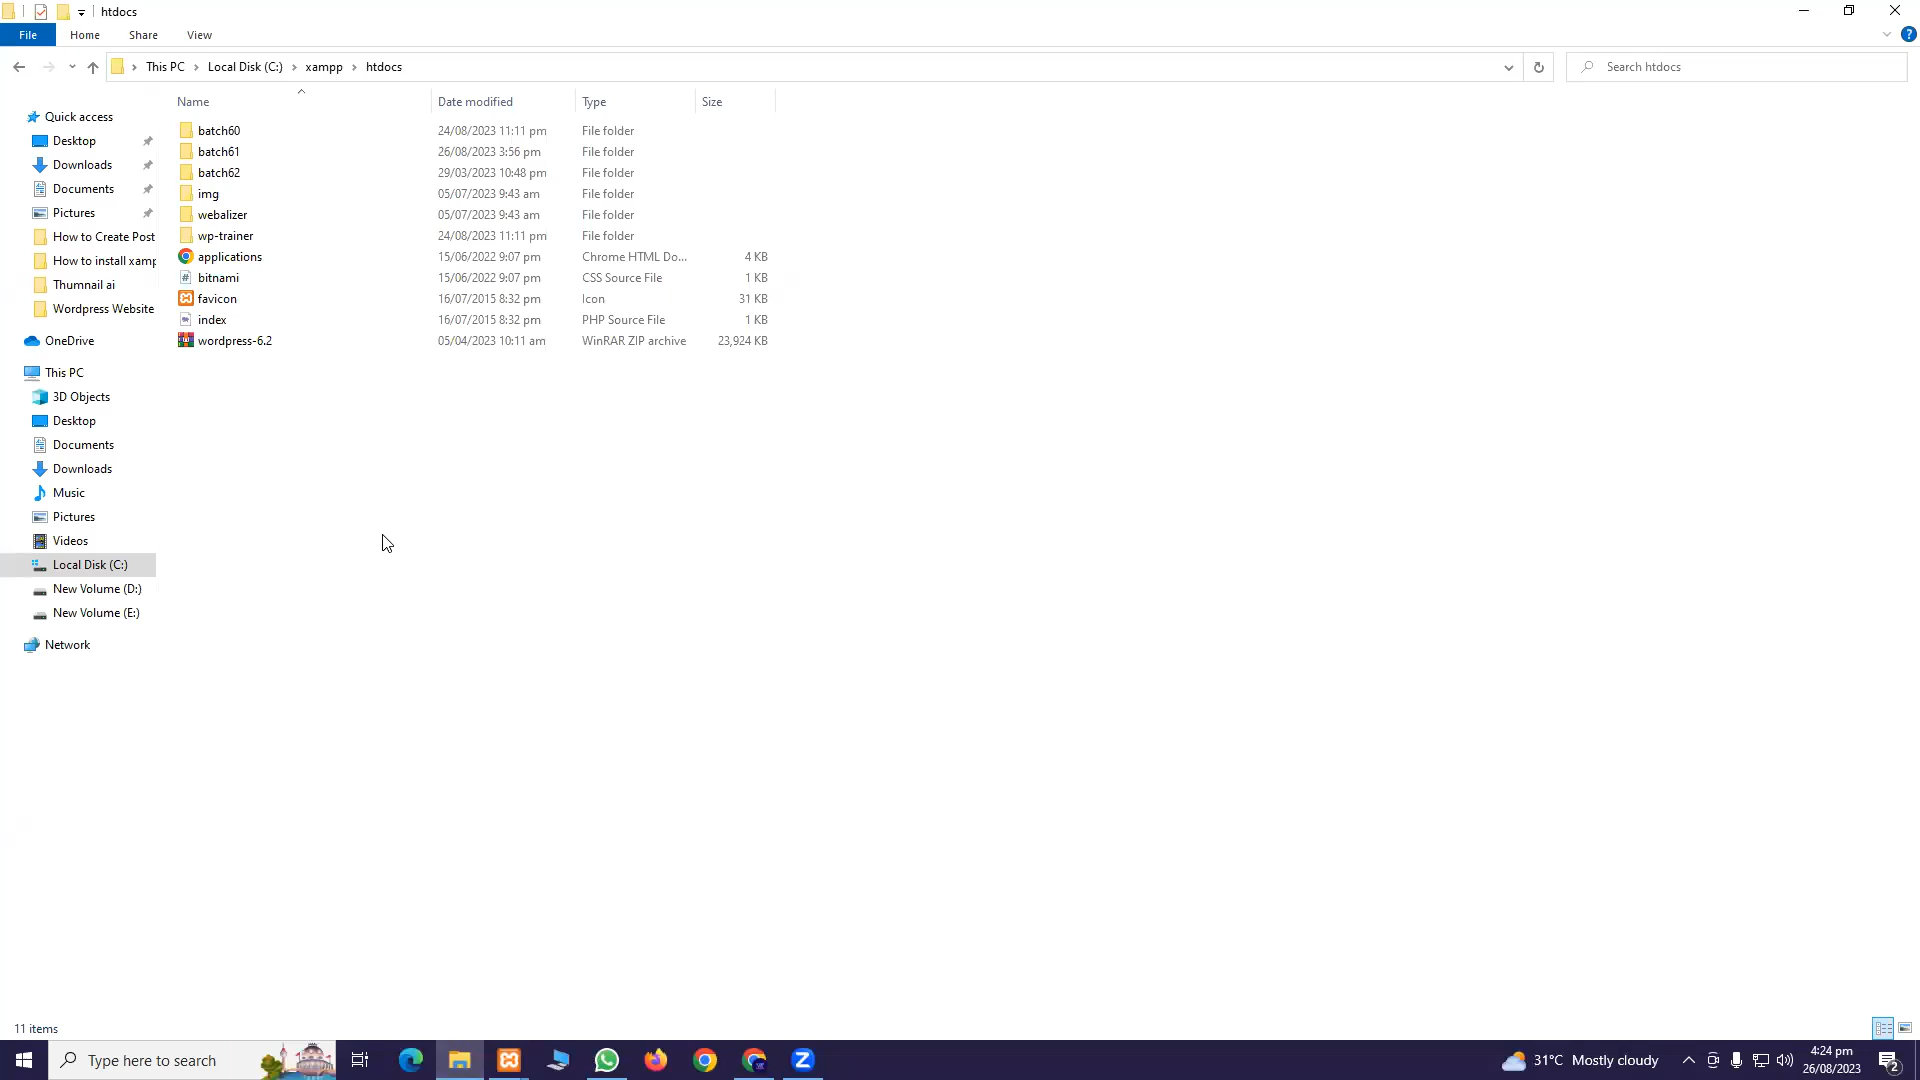 htdocs
File Home Share View
This PC Local Disk (C:) xampp htdocs
Search htdocs
Name Date modified Type Size
Quick access
Desktop
Downloads
Documents
Pictures
How to Create Post
How to install xamp
Thumnail ai
Wordpress Website
OneDrive
This PC
3D Objects
Desktop
Documents
Downloads
Music
Pictures
Videos
Local Disk (C:)
New Volume (D:)
New Volume (E:)
Network
batch60 24/08/2023 11:11 pm File folder
batch61 26/08/2023 3:56 pm File folder
batch62 29/03/2023 10:48 pm File folder
img 05/07/2023 9:43 am File folder
webalizer 05/07/2023 9:43 am File folder
wp-trainer 24/08/2023 11:11 pm File folder
applications 15/06/2022 9:07 pm Chrome HTML Do... 4 KB
bitnami 15/06/2022 9:07 pm CSS Source File 1 KB
favicon 16/07/2015 8:32 pm Icon 31 KB
index 16/07/2015 8:32 pm PHP Source File 1 KB
wordpress-6.2 05/04/2023 10:11 am WinRAR ZIP archive 23,924 KB
11 items
Type here to search
31°C Mostly cloudy
4:24 pm
26/08/2023
2